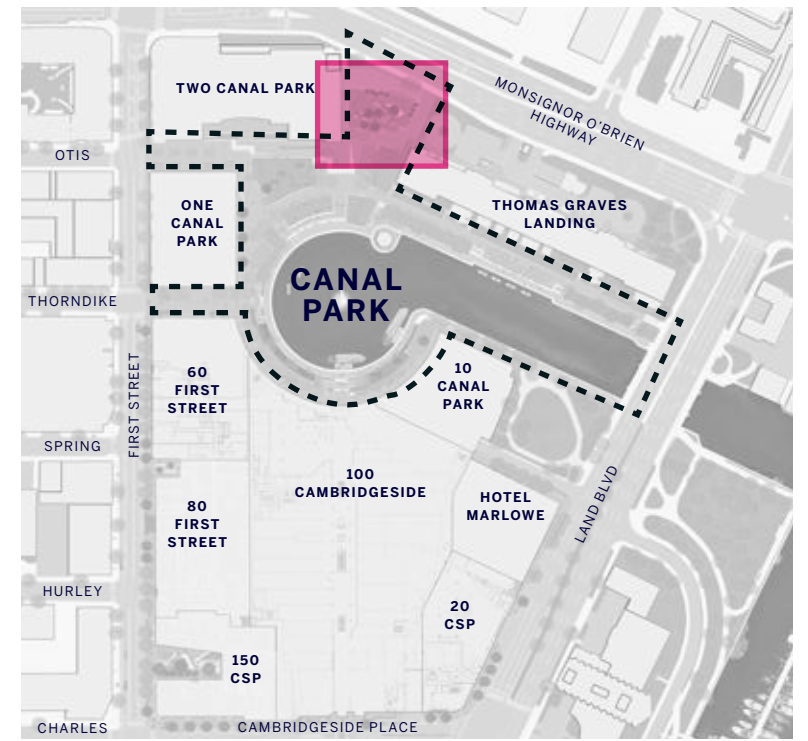 TWO CANAL PARK
MONSIGNOR O'BRIEN
HIGHWAY
OTIS
ONE
CANAL
PARK
THOMAS GRAVES
LANDING
CANAL
PARK
THORNDIKE
FIRST STREET
60
FIRST
STREET
10
CANAL
PARK
SPRING
100
CAMBRIDGESIDE
HOTEL
MARLOWE
LAND BLVD
80
FIRST
STREET
HURLEY
20
CSP
150
CSP
CHARLES
CAMBRIDGESIDE PLACE